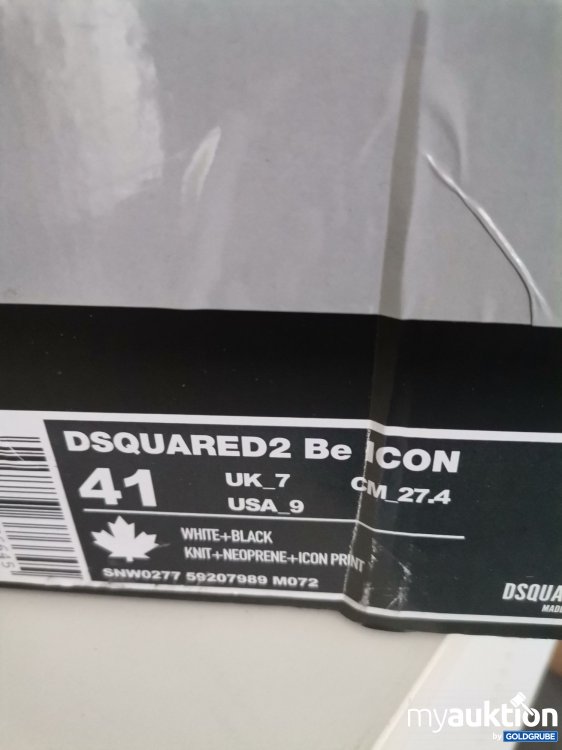 DSQUARED2 Be ICON
41 UK_7 CM_27.4
USA_9
WHITE+BLACK
KNIT+NEOPRENE+ICON PRINT
SNW0277 59207989 M072
myauktion
by GOLDGRUBE